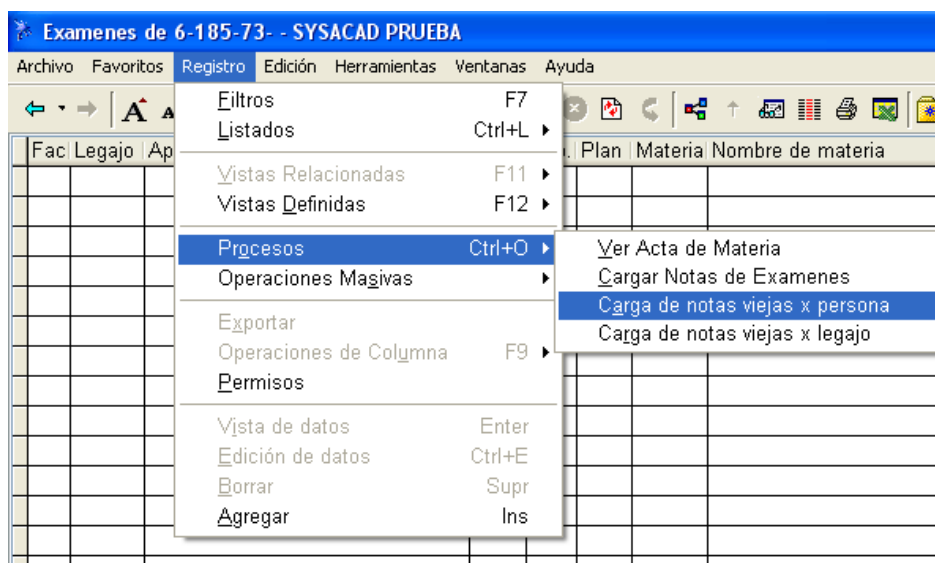 Examenes de 6-185-73- - SYSACAD PRUEBA
Archivo Favoritos Registro Edición Herramientas Ventanas Ayuda
Filtros F7
Listados Ctrl+L
Fac Legajo Ap . Plan Materia Nombre de materia
Vistas Relacionadas F11
Vistas Definidas F12
Procesos Ctrl+O
Ver Acta de Materia
Operaciones Masivas
Cargar Notas de Examenes
Carga de notas viejas x persona
Carga de notas viejas x legajo
Exportar
Operaciones de Columna F9
Permisos
Vista de datos Enter
Edición de datos Ctrl+E
Borrar Supr
Agregar Ins